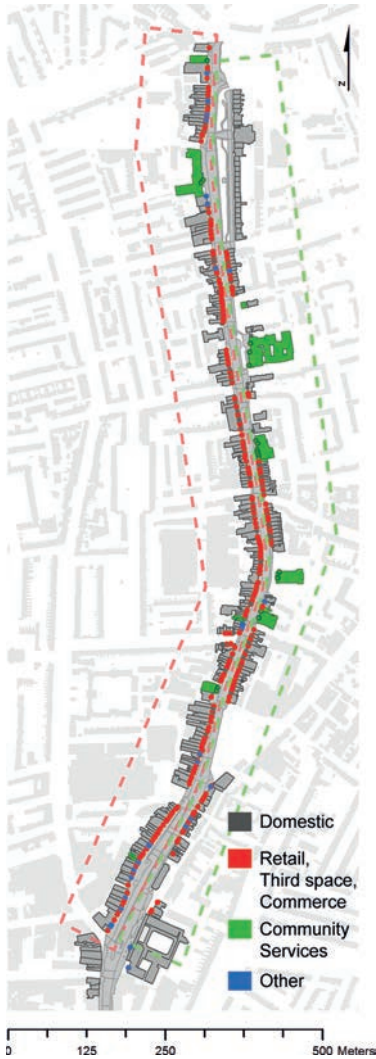 z
Domestic
Retail,
Third space,
Commerce
Community
Services
Other
0 125 250 500 Meters